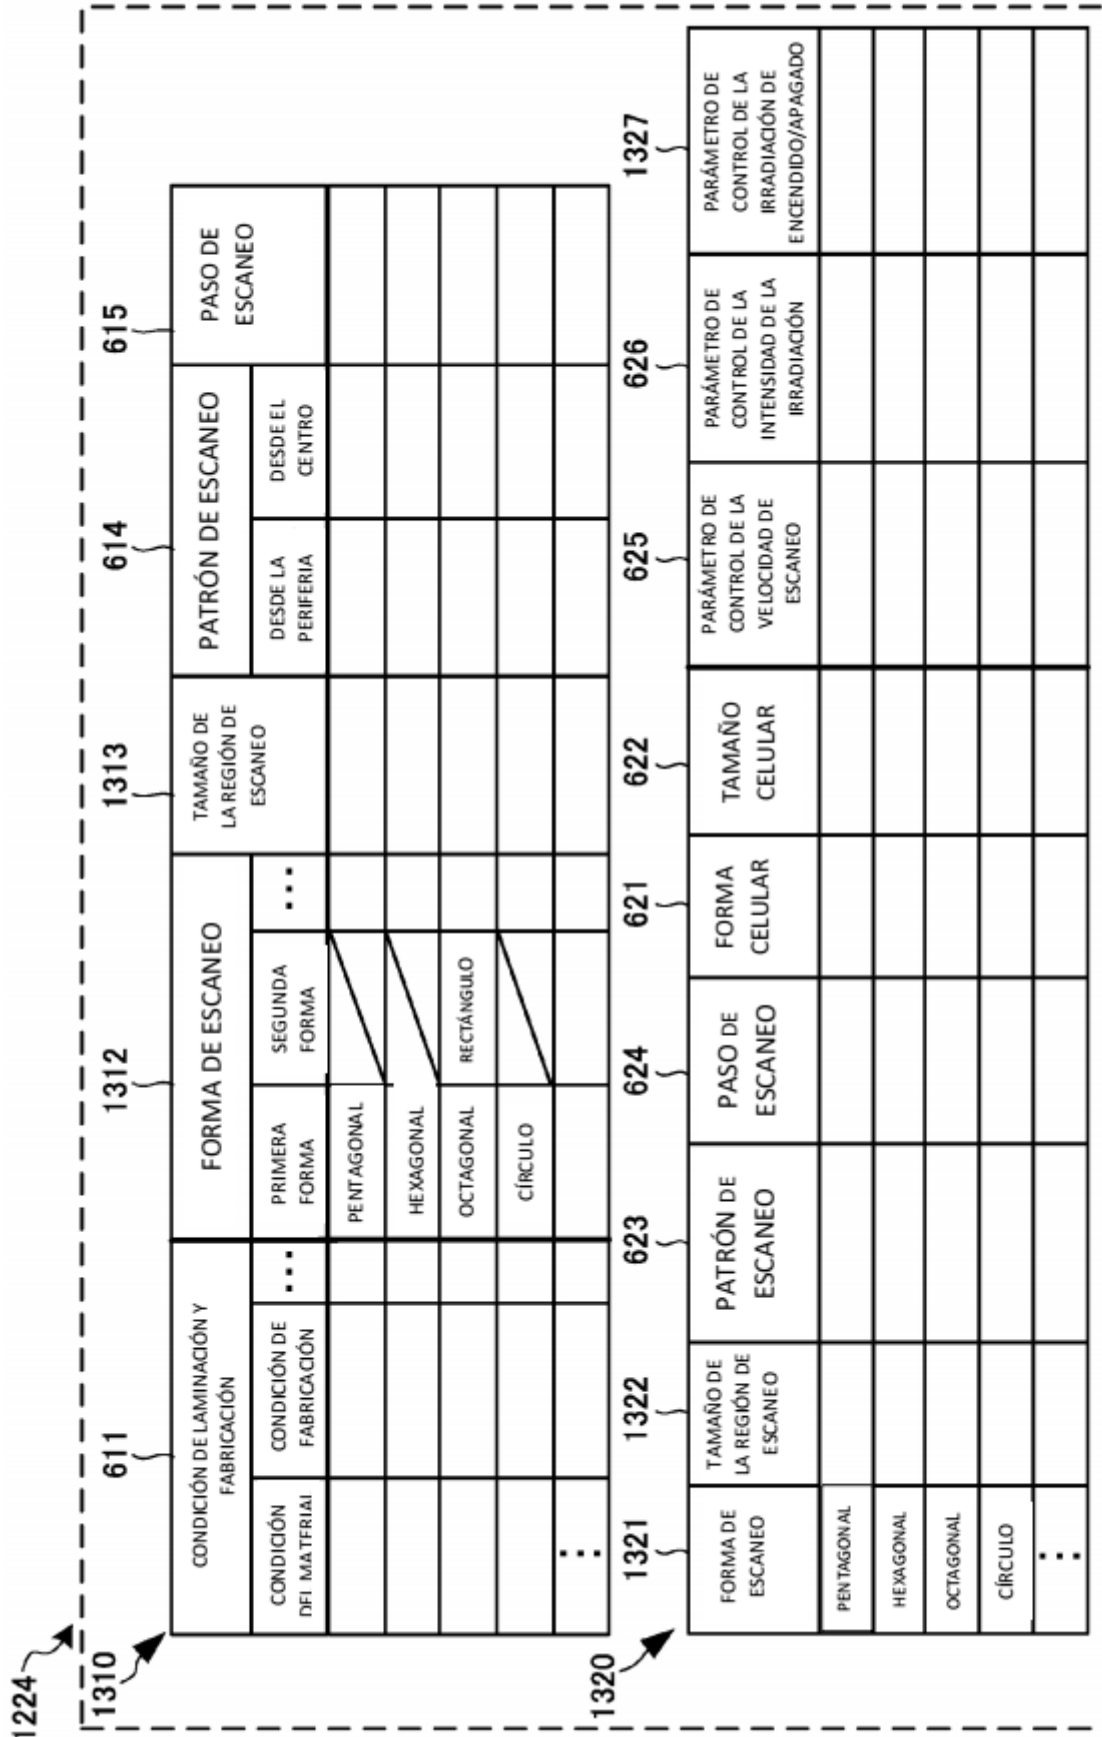 1224
1310
611
1312
1313
614
615
CONDICIÓN DE LAMINACIÓN Y
FABRICACIÓN
FORMA DE ESCANEO
TAMAÑO DE
LA REGIÓN DE
ESCANEO
PATRÓN DE ESCANEO
PASO DE
ESCANEO
CONDICIÓN
DEL MATERIAL
CONDICIÓN DE
FABRICACIÓN
...
PRIMERA
FORMA
SEGUNDA
FORMA
...
DESDE LA
PERIFERIA
DESDE EL
CENTRO
PENTAGONAL
HEXAGONAL
OCTAGONAL
RECTÁNGULO
CÍRCULO
...
1320
1321
1322
623
624
621
622
625
626
1327
FORMA DE
ESCANEO
TAMAÑO DE
LA REGIÓN DE
ESCANEO
PATRÓN DE
ESCANEO
PASO DE
ESCANEO
FORMA
CELULAR
TAMAÑO
CELULAR
PARÁMETRO DE
CONTROL DE LA
VELOCIDAD DE
ESCANEO
PARÁMETRO DE
CONTROL DE LA
INTENSIDAD DE LA
IRRADIACIÓN
PARÁMETRO DE
CONTROL DE LA
IRRADIACIÓN DE
ENCENDIDO/APAGADO
PENTAGONAL
HEXAGONAL
OCTAGONAL
CÍRCULO
...